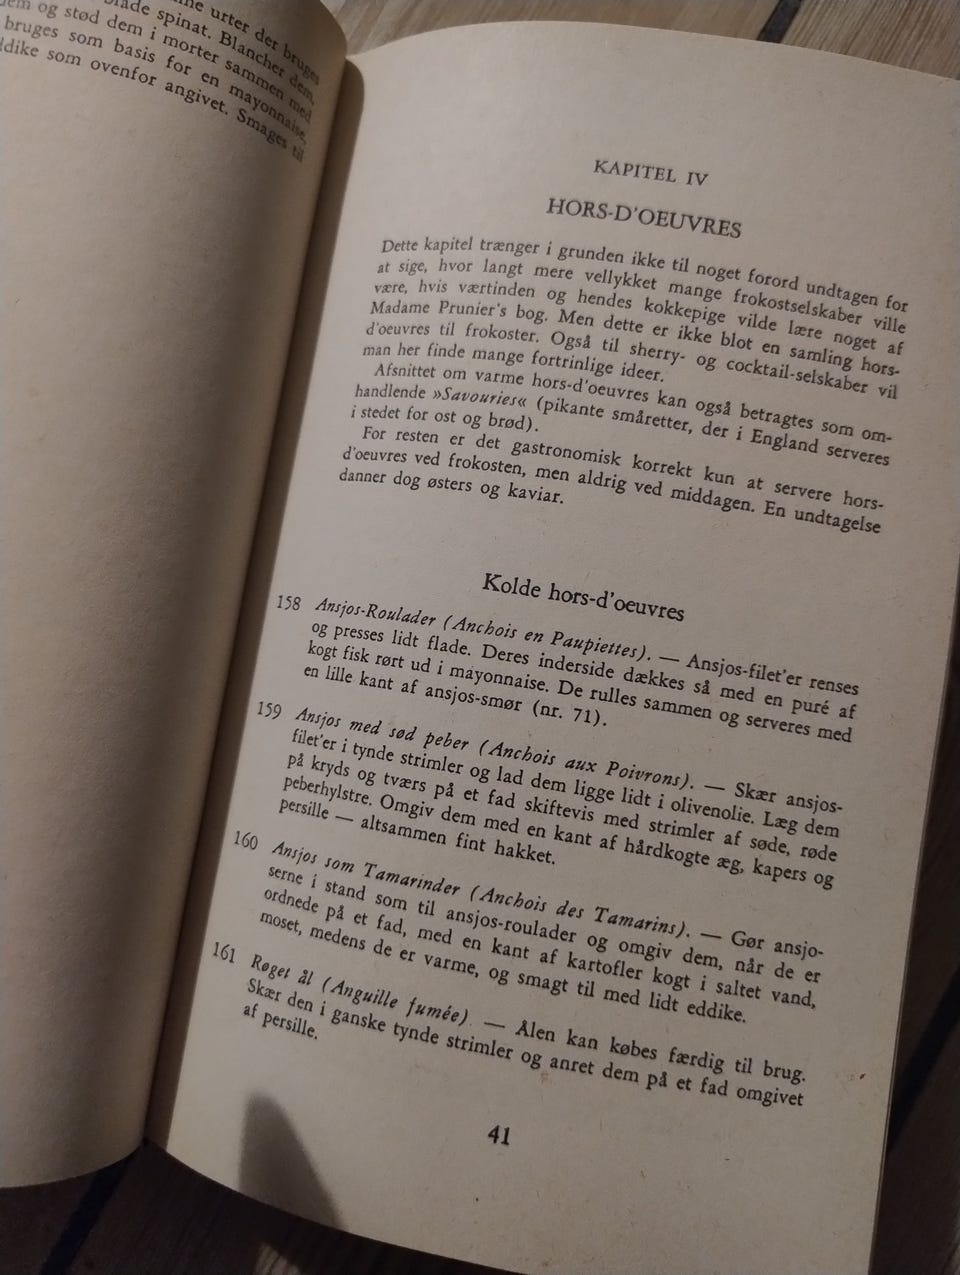 urter der bruges
blade spinat. Blancher dem,
dem og stød dem i morter sammen med
bruges som basis for en mayonnaise,
eddike som ovenfor angivet. Smages til
KAPITEL IV
HORS-D'OEUVRES
Dette kapitel trænger i grunden ikke til noget forord undtagen for
at sige, hvor langt mere vellykket mange frokostselskaber ville
være, hvis værtinden og hendes kokkepige vilde lære noget af
Madame Prunier's bog. Men dette er ikke blot en samling hors-
d'oeuvres til frokoster. Også til sherry- og cocktail-selskaber vil
man her finde mange fortrinlige ideer.
Afsnittet om varme hors-d'oeuvres kan også betragtes som om-
handlende »Savouries« (pikante småretter, der i England serveres
i stedet for ost og brød).
For resten er det gastronomisk korrekt kun at servere hors-
d'oeuvres ved frokosten, men aldrig ved middagen. En undtagelse
danner dog østers og kaviar.
Kolde hors-d'oeuvres
158 Ansjos-Roulader (Anchois en Paupiettes). — Ansjos-filet'er renses
og presses lidt flade. Deres inderside dækkes så med en puré af
kogt fisk rørt ud i mayonnaise. De rulles sammen og serveres med
en lille kant af ansjos-smør (nr. 71).
159 Ansjos med sød peber (Anchois aux Poivrons). — Skær ansjos-
filet'er i tynde strimler og lad dem ligge lidt i olivenolie. Læg dem
på kryds og tværs på et fad skiftevis med strimler af søde, røde
peberhylstre. Omgiv dem med en kant af hårdkogte æg, kapers og
persille — altsammen fint hakket.
160 Ansjos som Tamarinder (Anchois des Tamarins). — Gør ansjo-
serne i stand som til ansjos-roulader og omgiv dem, når de er
ordnede på et fad, med en kant af kartofler kogt i saltet vand,
moset, medens de er varme, og smagt til med lidt eddike.
161 Røget ål (Anguille fumée). — Ålen kan købes færdig til brug.
Skær den i ganske tynde strimler og anret dem på et fad omgivet
af persille.
41